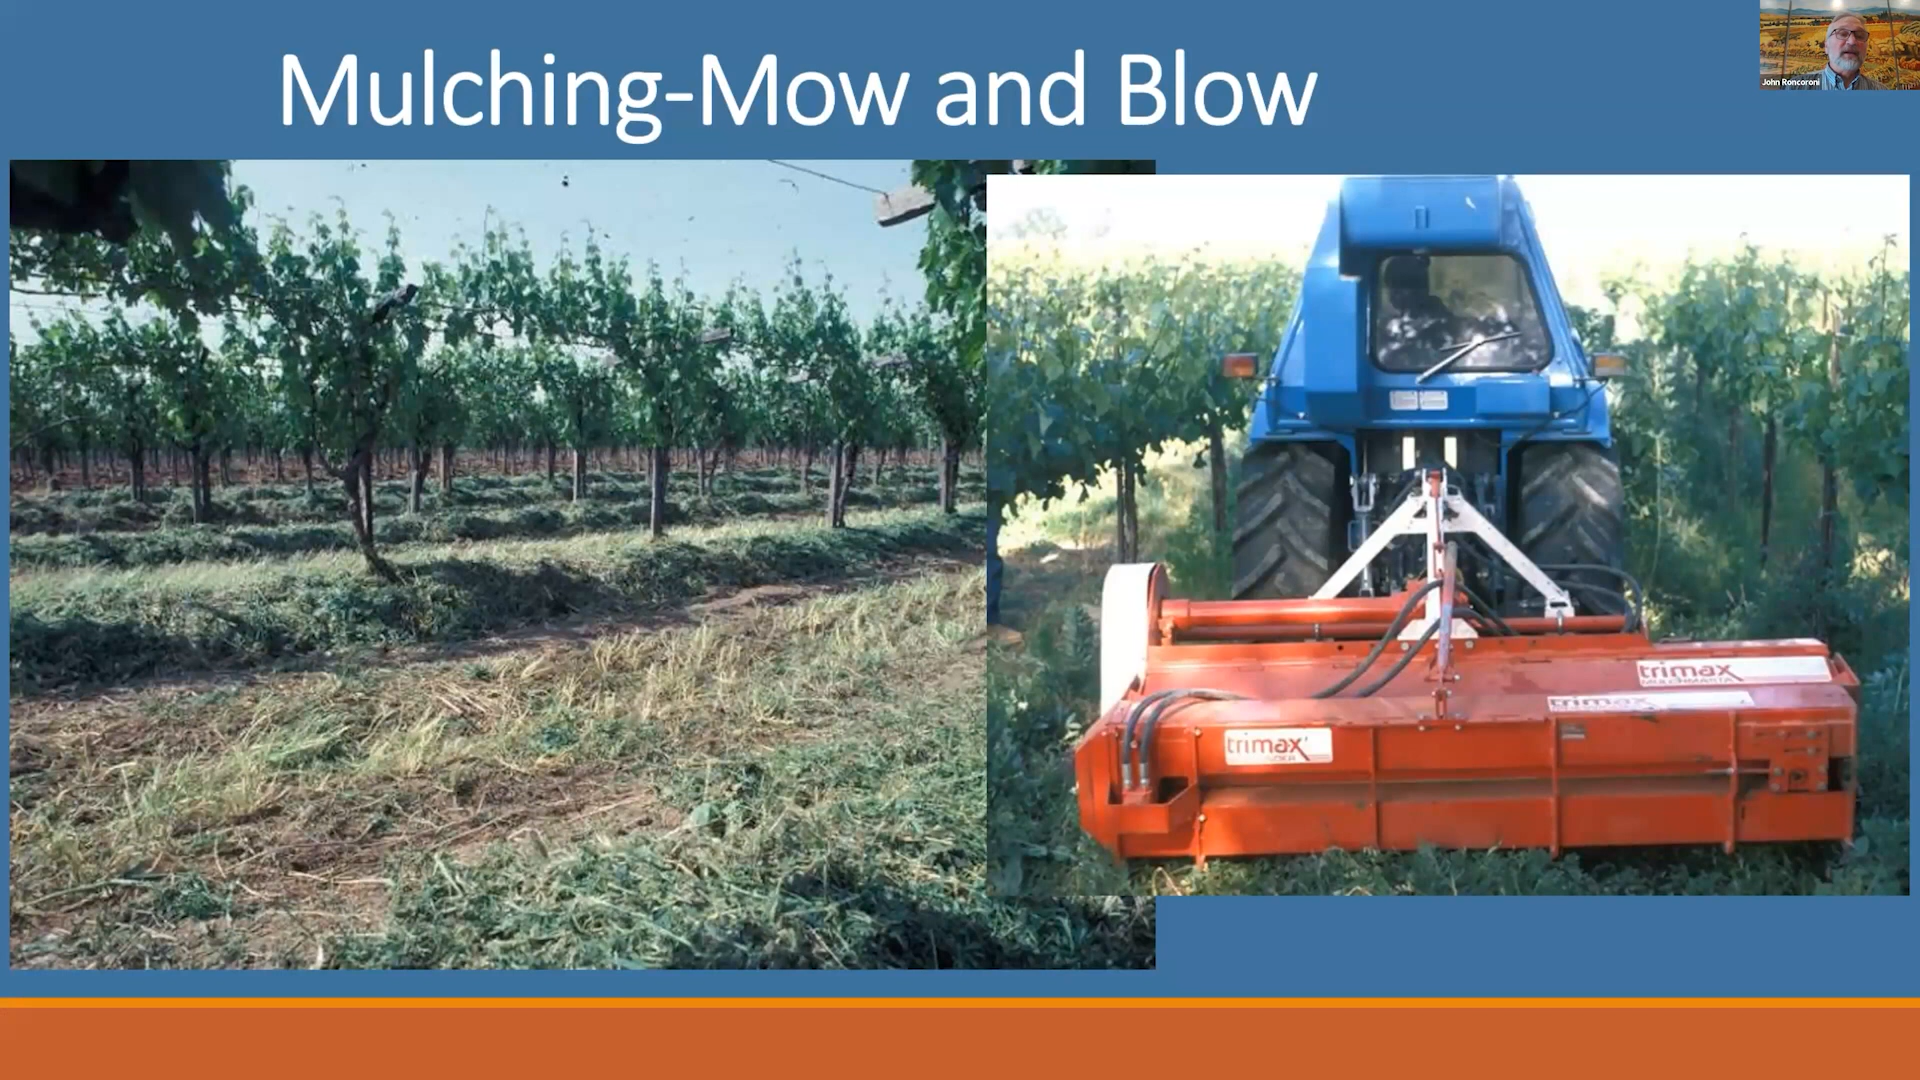 Mulching-Mow and Blow
John Roncoroni
trimax
trimax
trimax